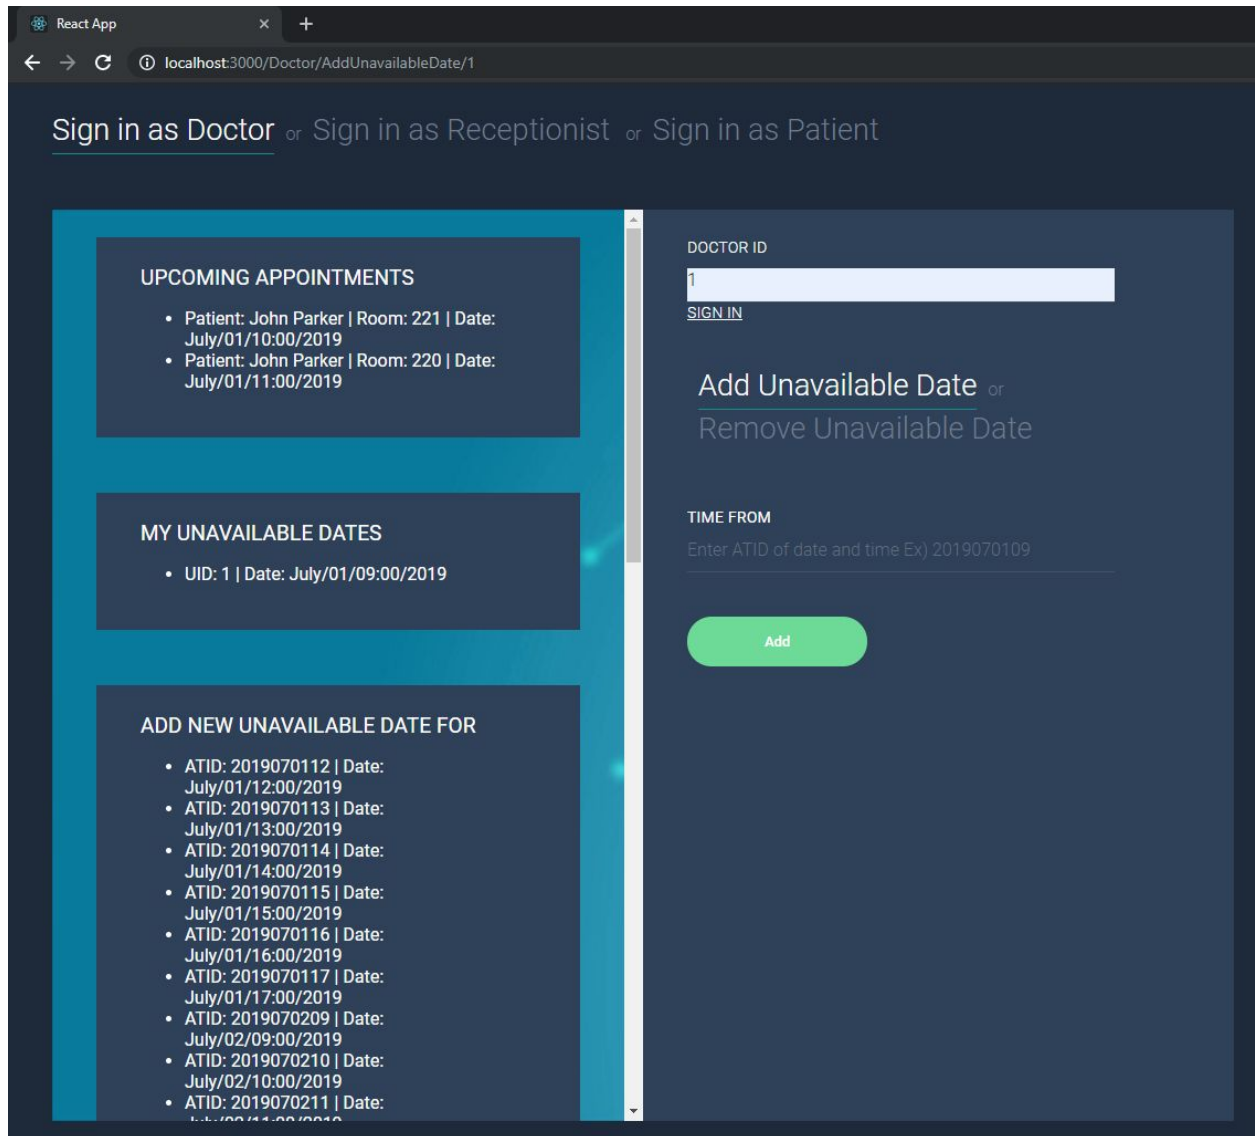 React App
localhost:3000/Doctor/AddUnavailableDate/1
Sign in as Doctor or Sign in as Receptionist or Sign in as Patient
UPCOMING APPOINTMENTS
Patient: John Parker | Room: 221 | Date:
July/01/10:00/2019
Patient: John Parker | Room: 220 | Date:
July/01/11:00/2019
MY UNAVAILABLE DATES
UID: 1 | Date: July/01/09:00/2019
ADD NEW UNAVAILABLE DATE FOR
ATID: 2019070112 | Date:
July/01/12:00/2019
ATID: 2019070113 | Date:
July/01/13:00/2019
ATID: 2019070114 | Date:
July/01/14:00/2019
ATID: 2019070115 | Date:
July/01/15:00/2019
ATID: 2019070116 | Date:
July/01/16:00/2019
ATID: 2019070117 | Date:
July/01/17:00/2019
ATID: 2019070209 | Date:
July/02/09:00/2019
ATID: 2019070210 | Date:
July/02/10:00/2019
ATID: 2019070211 | Date:
DOCTOR ID
1
SIGN IN
Add Unavailable Date or
Remove Unavailable Date
TIME FROM
Enter ATID of date and time Ex) 2019070109
Add